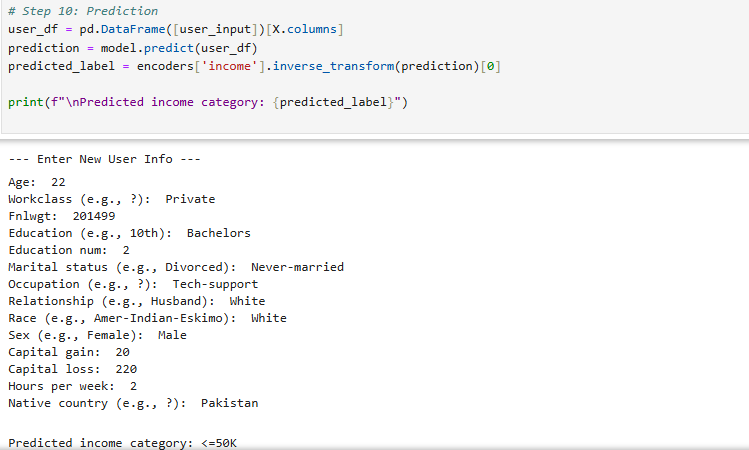 # Step 10: Prediction
user_df = pd.DataFrame([user_input])[X.columns]
prediction = model.predict(user_df)
predicted_label = encoders['income'].inverse_transform(prediction)[0]
print(f"\nPredicted income category: {predicted_label}")
--- Enter New User Info ---
Age:  22
Workclass (e.g., ?):  Private
Fnlwgt:  201499
Education (e.g., 10th):  Bachelors
Education num:  2
Marital status (e.g., Divorced):  Never-married
Occupation (e.g., ?):  Tech-support
Relationship (e.g., Husband):  White
Race (e.g., Amer-Indian-Eskimo):  White
Sex (e.g., Female):  Male
Capital gain:  20
Capital loss:  220
Hours per week:  2
Native country (e.g., ?):  Pakistan
Predicted income category: <=50K